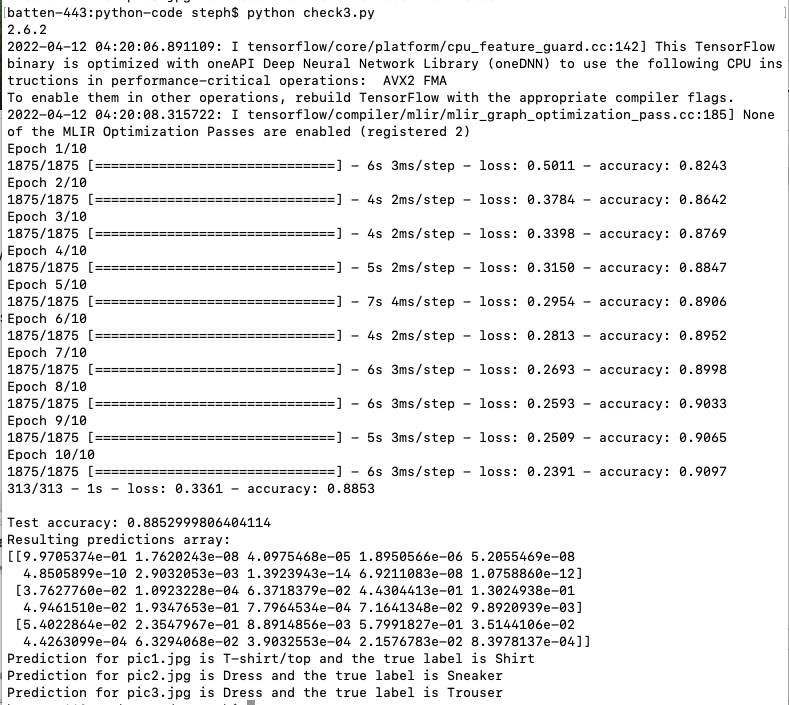 [batten-443:python-code steph$ python check3.py ]
2.6.2
2022-04-12 04:20:06.891109: I tensorflow/core/platform/cpu_feature_guard.cc:142] This TensorFlow
binary is optimized with oneAPI Deep Neural Network Library (oneDNN) to use the following CPU ins
tructions in performance-critical operations:  AVX2 FMA
To enable them in other operations, rebuild TensorFlow with the appropriate compiler flags.
2022-04-12 04:20:08.315722: I tensorflow/compiler/mlir/mlir_graph_optimization_pass.cc:185] None
of the MLIR Optimization Passes are enabled (registered 2)
Epoch 1/10
1875/1875 [==============================] - 6s 3ms/step - loss: 0.5011 - accuracy: 0.8243
Epoch 2/10
1875/1875 [==============================] - 4s 2ms/step - loss: 0.3784 - accuracy: 0.8642
Epoch 3/10
1875/1875 [==============================] - 4s 2ms/step - loss: 0.3398 - accuracy: 0.8769
Epoch 4/10
1875/1875 [==============================] - 5s 2ms/step - loss: 0.3150 - accuracy: 0.8847
Epoch 5/10
1875/1875 [==============================] - 7s 4ms/step - loss: 0.2954 - accuracy: 0.8906
Epoch 6/10
1875/1875 [==============================] - 4s 2ms/step - loss: 0.2813 - accuracy: 0.8952
Epoch 7/10
1875/1875 [==============================] - 6s 3ms/step - loss: 0.2693 - accuracy: 0.8998
Epoch 8/10
1875/1875 [==============================] - 6s 3ms/step - loss: 0.2593 - accuracy: 0.9033
Epoch 9/10
1875/1875 [==============================] - 5s 3ms/step - loss: 0.2509 - accuracy: 0.9065
Epoch 10/10
1875/1875 [==============================] - 6s 3ms/step - loss: 0.2391 - accuracy: 0.9097
313/313 - 1s - loss: 0.3361 - accuracy: 0.8853
Test accuracy: 0.8852999806404114
Resulting predictions array:
[[9.9705374e-01 1.7620243e-08 4.0975468e-05 1.8950566e-06 5.2055469e-08
4.8505899e-10 2.9032053e-03 1.3923943e-14 6.9211083e-08 1.0758860e-12]
[3.7627760e-02 1.0923228e-04 6.3718379e-02 4.4304413e-01 1.3024938e-01
4.9461510e-02 1.9347653e-01 7.7964534e-04 7.1641348e-02 9.8920939e-03]
[5.4022864e-02 2.3547967e-01 8.8914856e-03 5.7991827e-01 3.5144106e-02
4.4263099e-04 6.3294068e-02 3.9032553e-04 2.1576783e-02 8.3978137e-04]]
Prediction for pic1.jpg is T-shirt/top and the true label is Shirt
Prediction for pic2.jpg is Dress and the true label is Sneaker
Prediction for pic3.jpg is Dress and the true label is Trouser